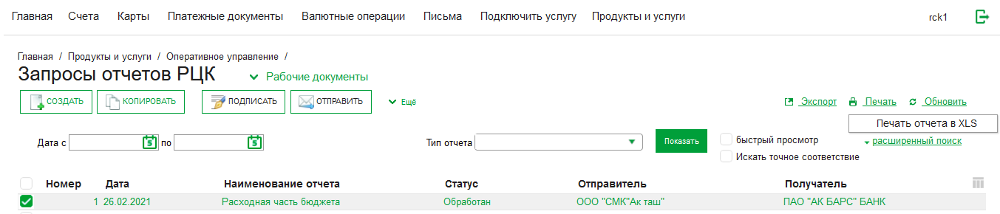 Главная Счета Карты Платежные документы Валютные операции Письма Подключить услугу Продукты и услуги rck1
Главная / Продукты и услуги / Оперативное управление /
Запросы отчетов РЦК Рабочие документы
СОЗДАТЬ КОПИРОВАТЬ ПОДПИСАТЬ ОТПРАВИТЬ Ещё Экспорт Печать Обновить
Печать отчета в XLS
Дата с 5 по 5 Тип отчета Показать быстрый просмотр расширенный поиск
Искать точное соответствие
Номер Дата Наименование отчета Статус Отправитель Получатель
1 26.02.2021 Расходная часть бюджета Обработан ООО "СМК"Ак таш" ПАО "АК БАРС" БАНК